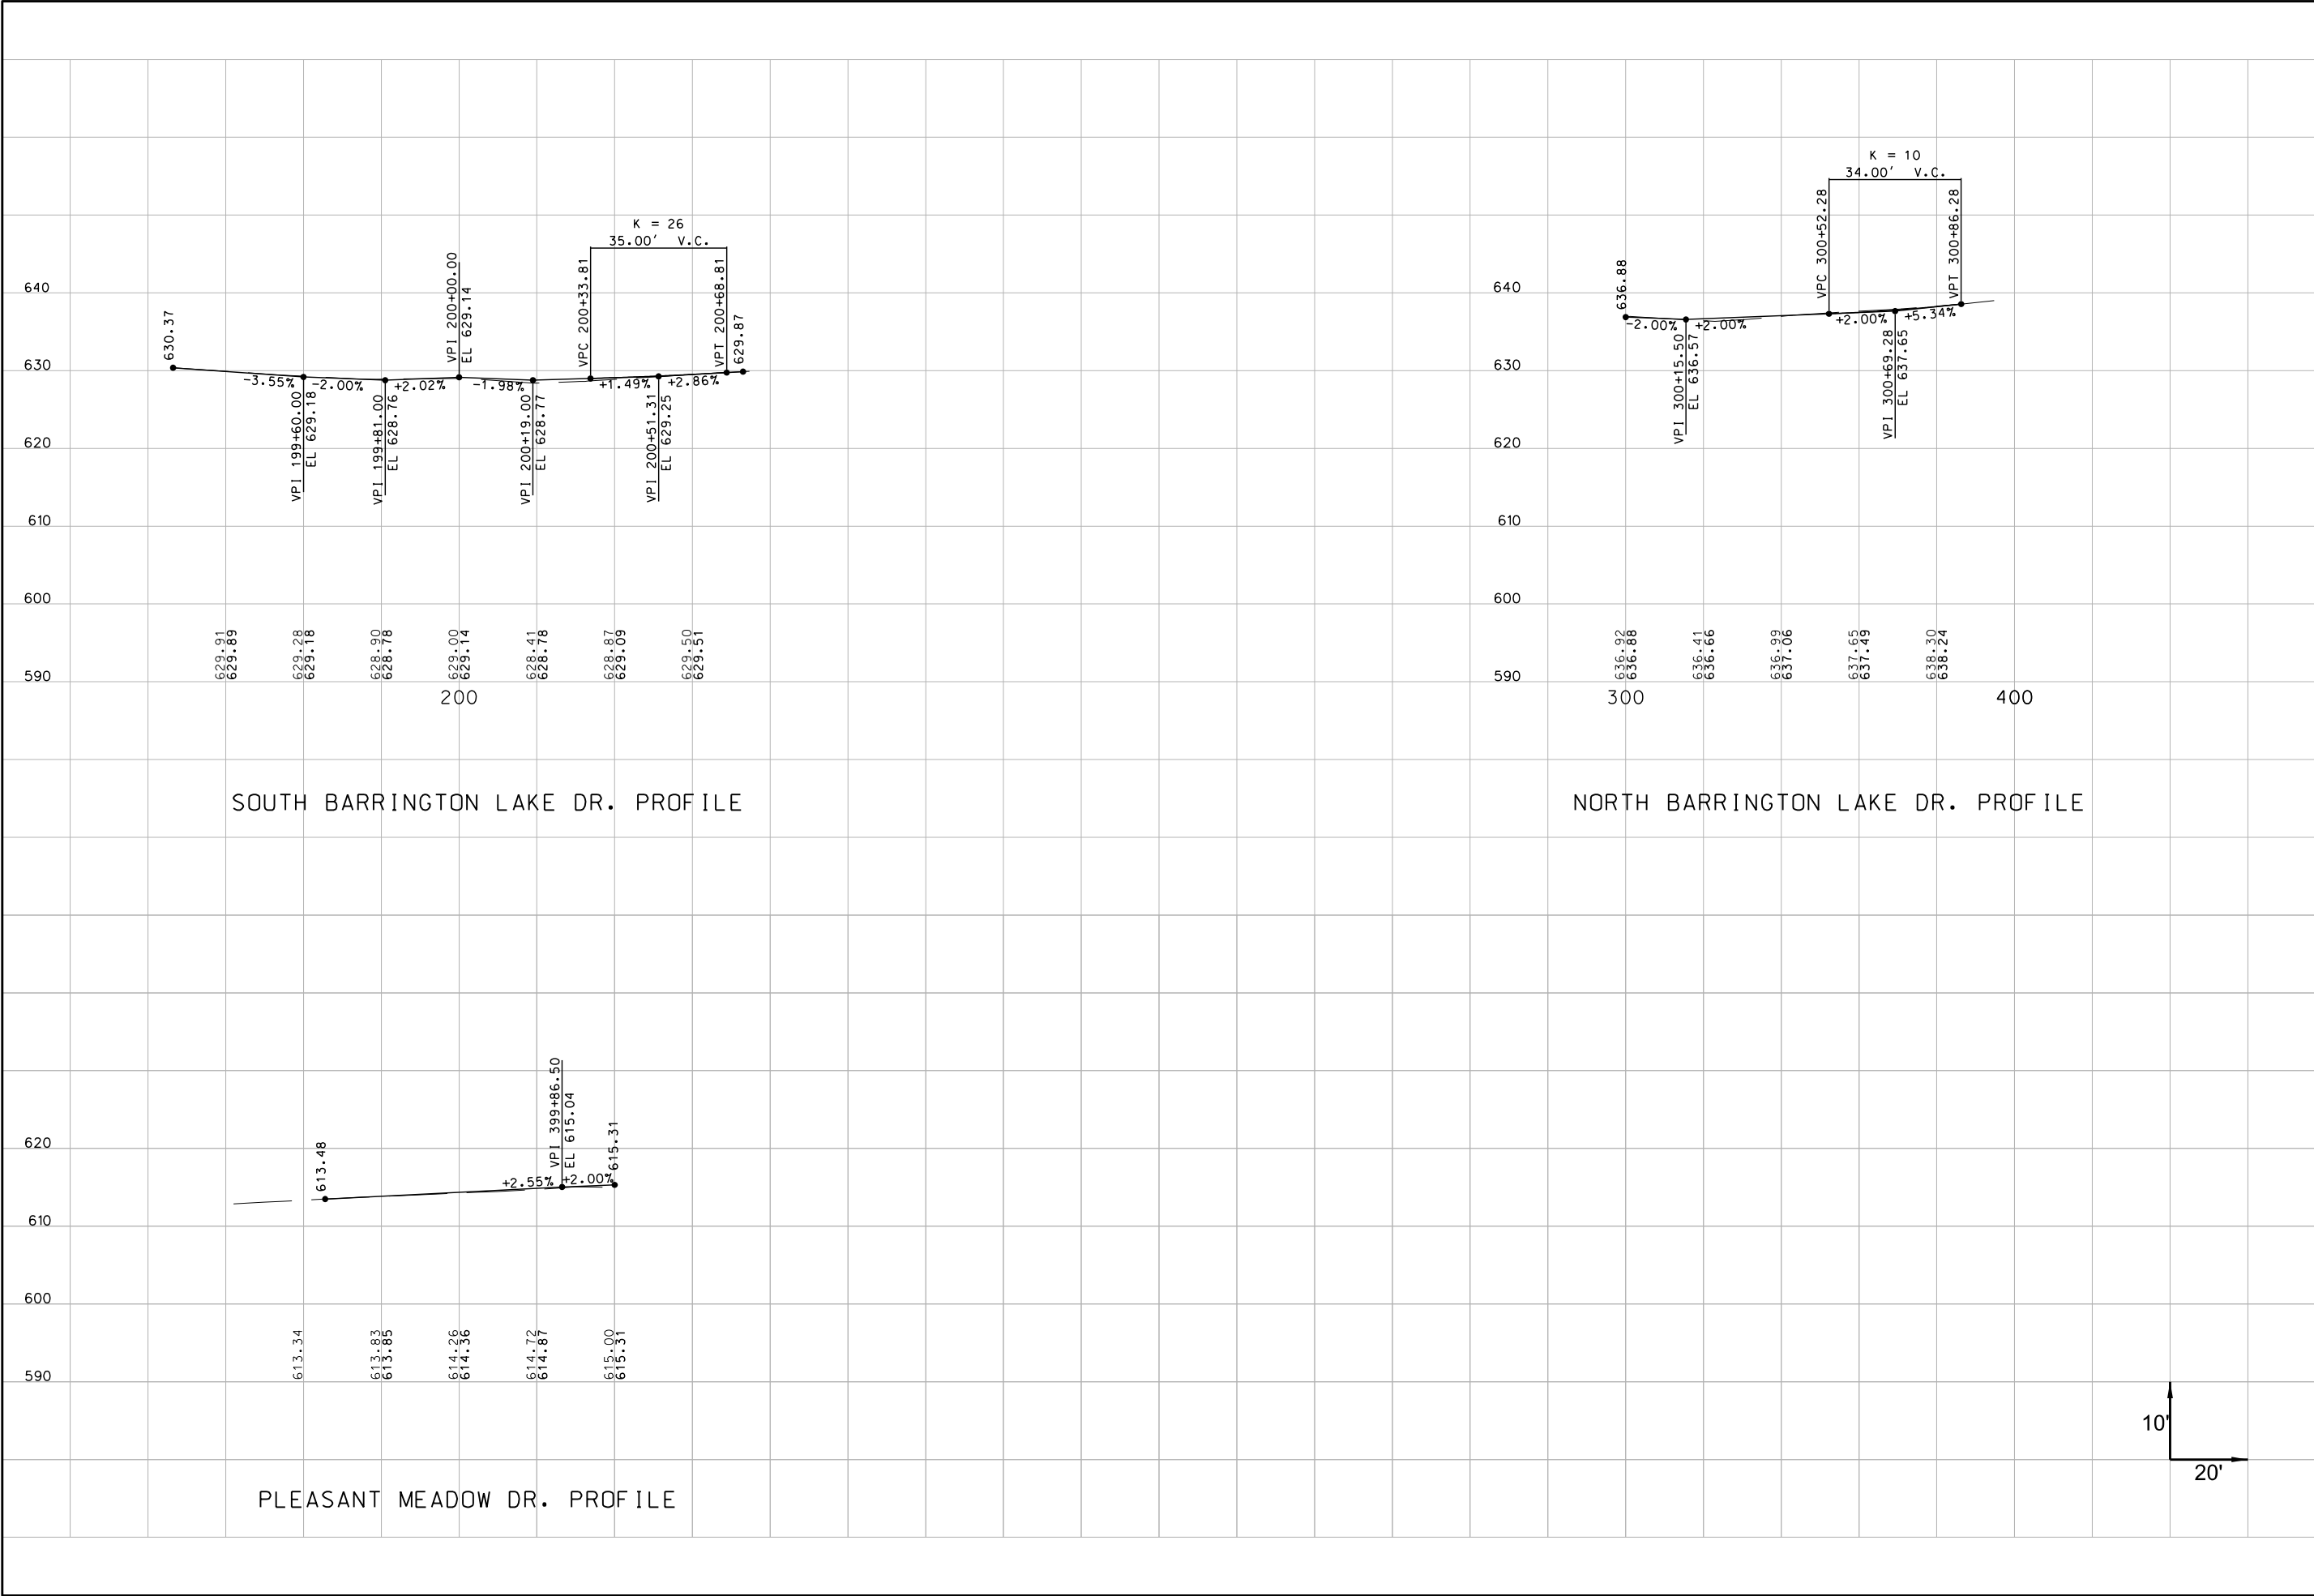 K = 26
35.00' V.C.
640
630
620
610
600
590
630.37
-3.55%
VPI 199+60.00
EL 629.18
-2.00%
VPI 199+81.00
EL 628.76
+2.02%
VPI 200+00.00
EL 629.14
-1.98%
VPI 200+19.00
EL 628.77
VPC 200+33.81
+1.49%
VPI 200+51.31
EL 629.25
+2.86%
VPT 200+68.81
629.87
629.91
629.89
629.28
629.18
628.90
628.78
629.00
629.14
628.41
628.78
628.87
629.09
629.50
629.51
200
SOUTH BARRINGTON LAKE DR. PROFILE
K = 10
34.00' V.C.
640
630
620
610
600
590
636.88
-2.00%
VPI 300+15.50
EL 636.57
+2.00%
VPC 300+52.28
+2.00%
VPI 300+69.28
EL 637.65
+5.34%
VPT 300+86.28
636.92
636.88
636.41
636.66
636.99
637.06
637.65
637.49
638.30
638.24
300
400
NORTH BARRINGTON LAKE DR. PROFILE
620
610
600
590
613.48
+2.55%
VPI 399+86.50
EL 615.04
+2.00%
615.31
613.34
613.83
613.85
614.26
614.36
614.72
614.87
615.00
615.31
PLEASANT MEADOW DR. PROFILE
10'
20'